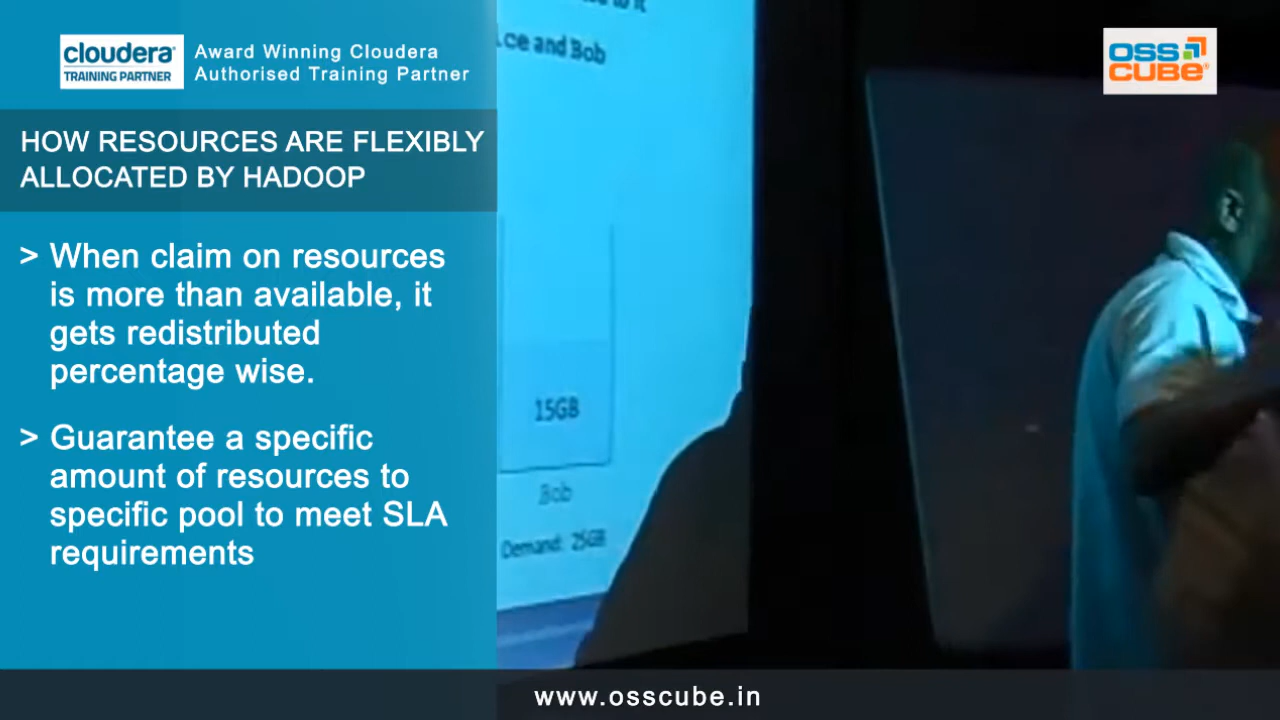 cloudera
TRAINING PARTNER
Award Winning Cloudera
Authorised Training Partner
OSS
CUBE
HOW RESOURCES ARE FLEXIBLY
ALLOCATED BY HADOOP
> When claim on resources
is more than available, it
gets redistributed
percentage wise.
> Guarantee a specific
amount of resources to
specific pool to meet SLA
requirements
and Bob
15GB
Bob
Demand: 25GB
www.osscube.in